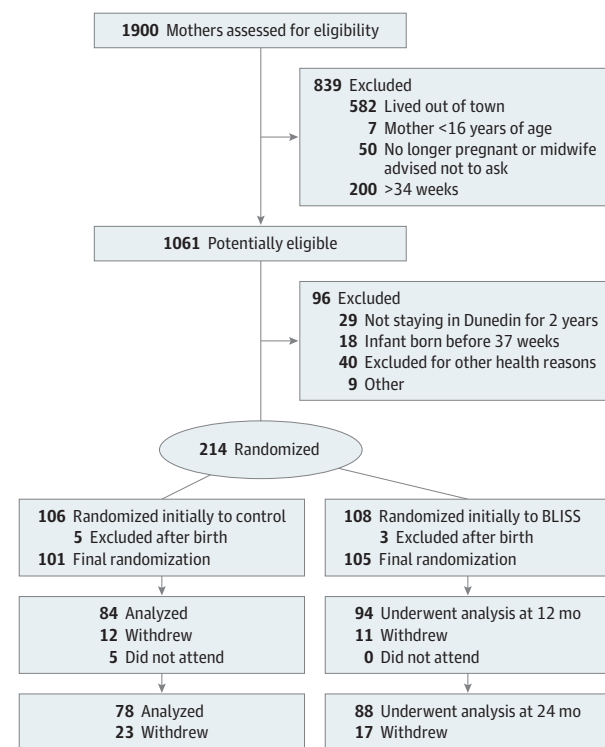 1900 Mothers assessed for eligibility
839 Excluded
582 Lived out of town
7 Mother <16 years of age
50 No longer pregnant or midwife
advised not to ask
200 >34 weeks
1061 Potentially eligible
96 Excluded
29 Not staying in Dunedin for 2 years
18 Infant born before 37 weeks
40 Excluded for other health reasons
9 Other
214 Randomized
106 Randomized initially to control
5 Excluded after birth
101 Final randomization
108 Randomized initially to BLISS
3 Excluded after birth
105 Final randomization
84 Analyzed
12 Withdrew
5 Did not attend
94 Underwent analysis at 12 mo
11 Withdrew
0 Did not attend
78 Analyzed
23 Withdrew
88 Underwent analysis at 24 mo
17 Withdrew